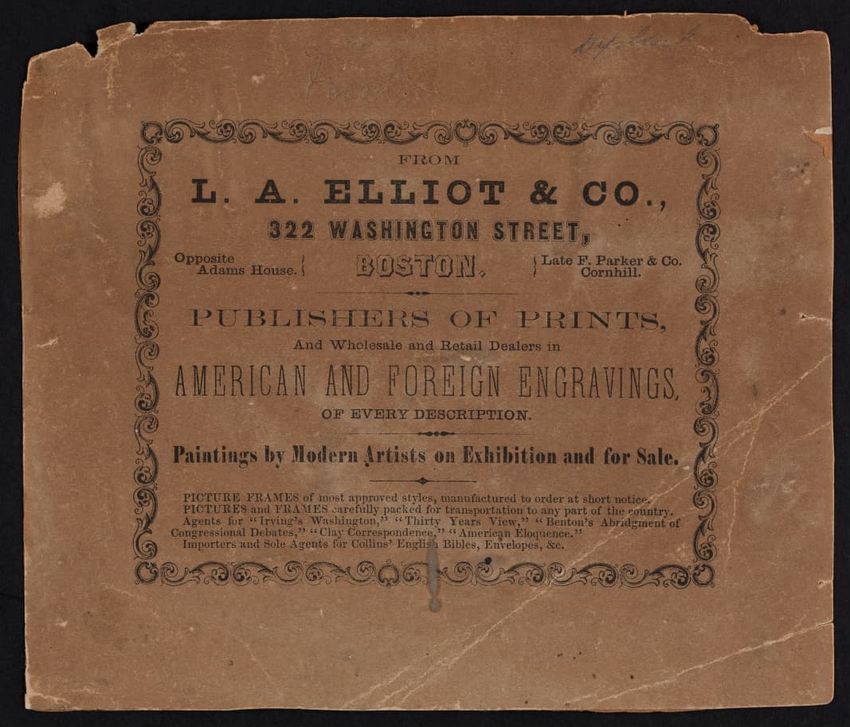 FROM
L. A. ELLIOT & CO.,
322 WASHINGTON STREET,
Opposite Adams House. { BOSTON. } Late F. Parker & Co. Cornhill.
PUBLISHERS OF PRINTS,
And Wholesale and Retail Dealers in
AMERICAN AND FOREIGN ENGRAVINGS,
OF EVERY DESCRIPTION.
Paintings by Modern Artists on Exhibition and for Sale.
PICTURE FRAMES of most approved styles, manufactured to order at short notice.
PICTURES and FRAMES carefully packed for transportation to any part of the country.
Agents for "Irving's Washington," "Thirty Years View," "Benton's Abridgment of
Congressional Debates," "Clay Correspondence," "American Eloquence."
Importers and Sole Agents for Collins' English Bibles, Envelopes, &c.